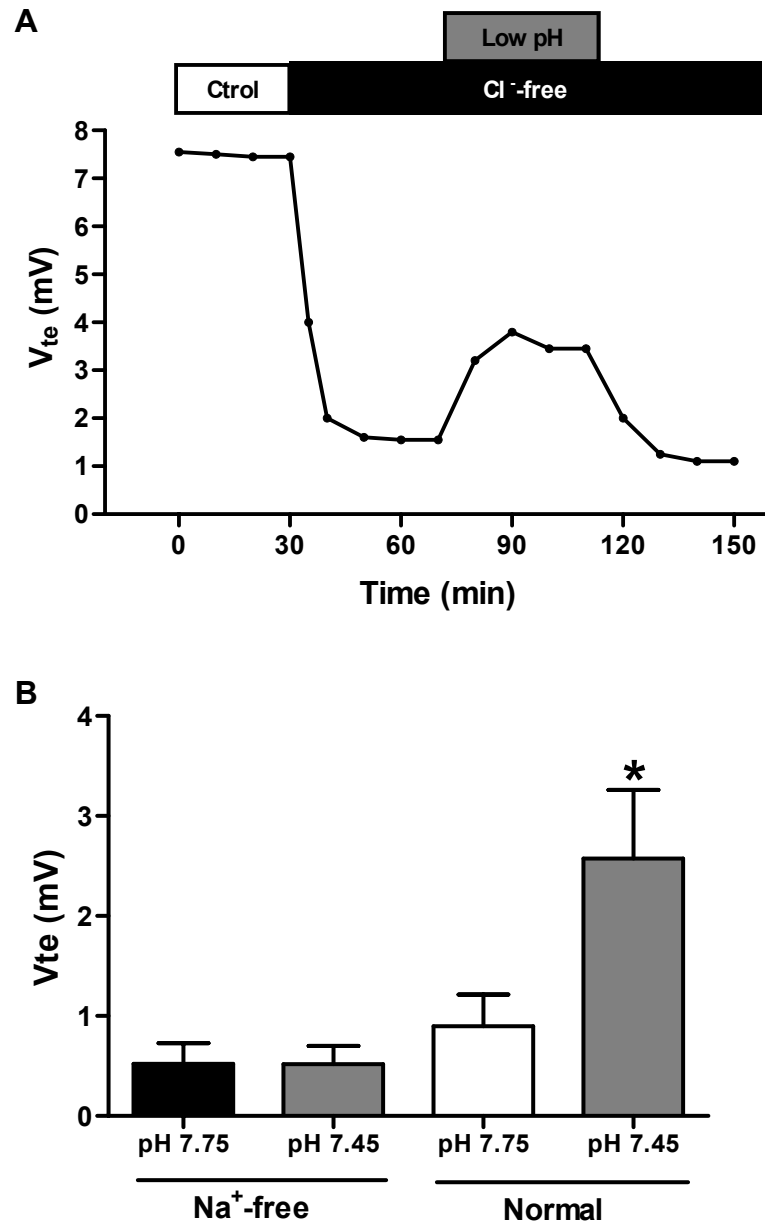 A
Low pH
Ctrol
Cl⁻-free
8
7
6
5
4
3
2
1
0
V_te (mV)
0 30 60 90 120 150
Time (min)
B
4
3
2
1
0
Vte (mV)
*
pH 7.75 pH 7.45 pH 7.75 pH 7.45
Na⁺-free Normal